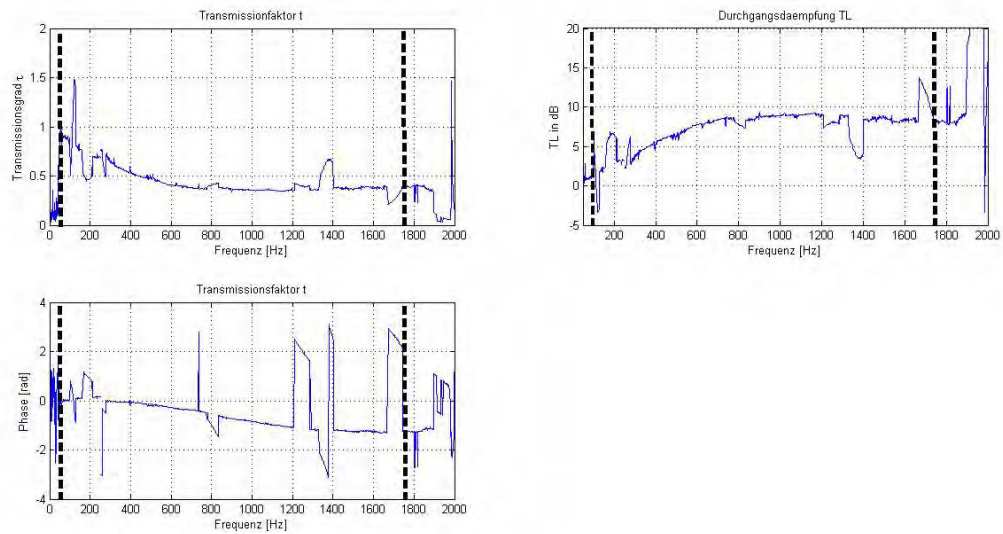 Transmissionfaktor t
2
1.5
1
0.5
0
Transmissionsgrad τ
0 200 400 600 800 1000 1200 1400 1600 1800 2000
Frequenz [Hz]
Durchgangsdaempfung TL
20
15
10
5
0
-5
TL in dB
200 400 600 800 1000 1200 1400 1600 1800 2000
Frequenz [Hz]
Transmissionsfaktor t
4
2
0
-2
-4
Phase [rad]
0 200 400 600 800 1000 1200 1400 1600 1800 2000
Frequenz [Hz]